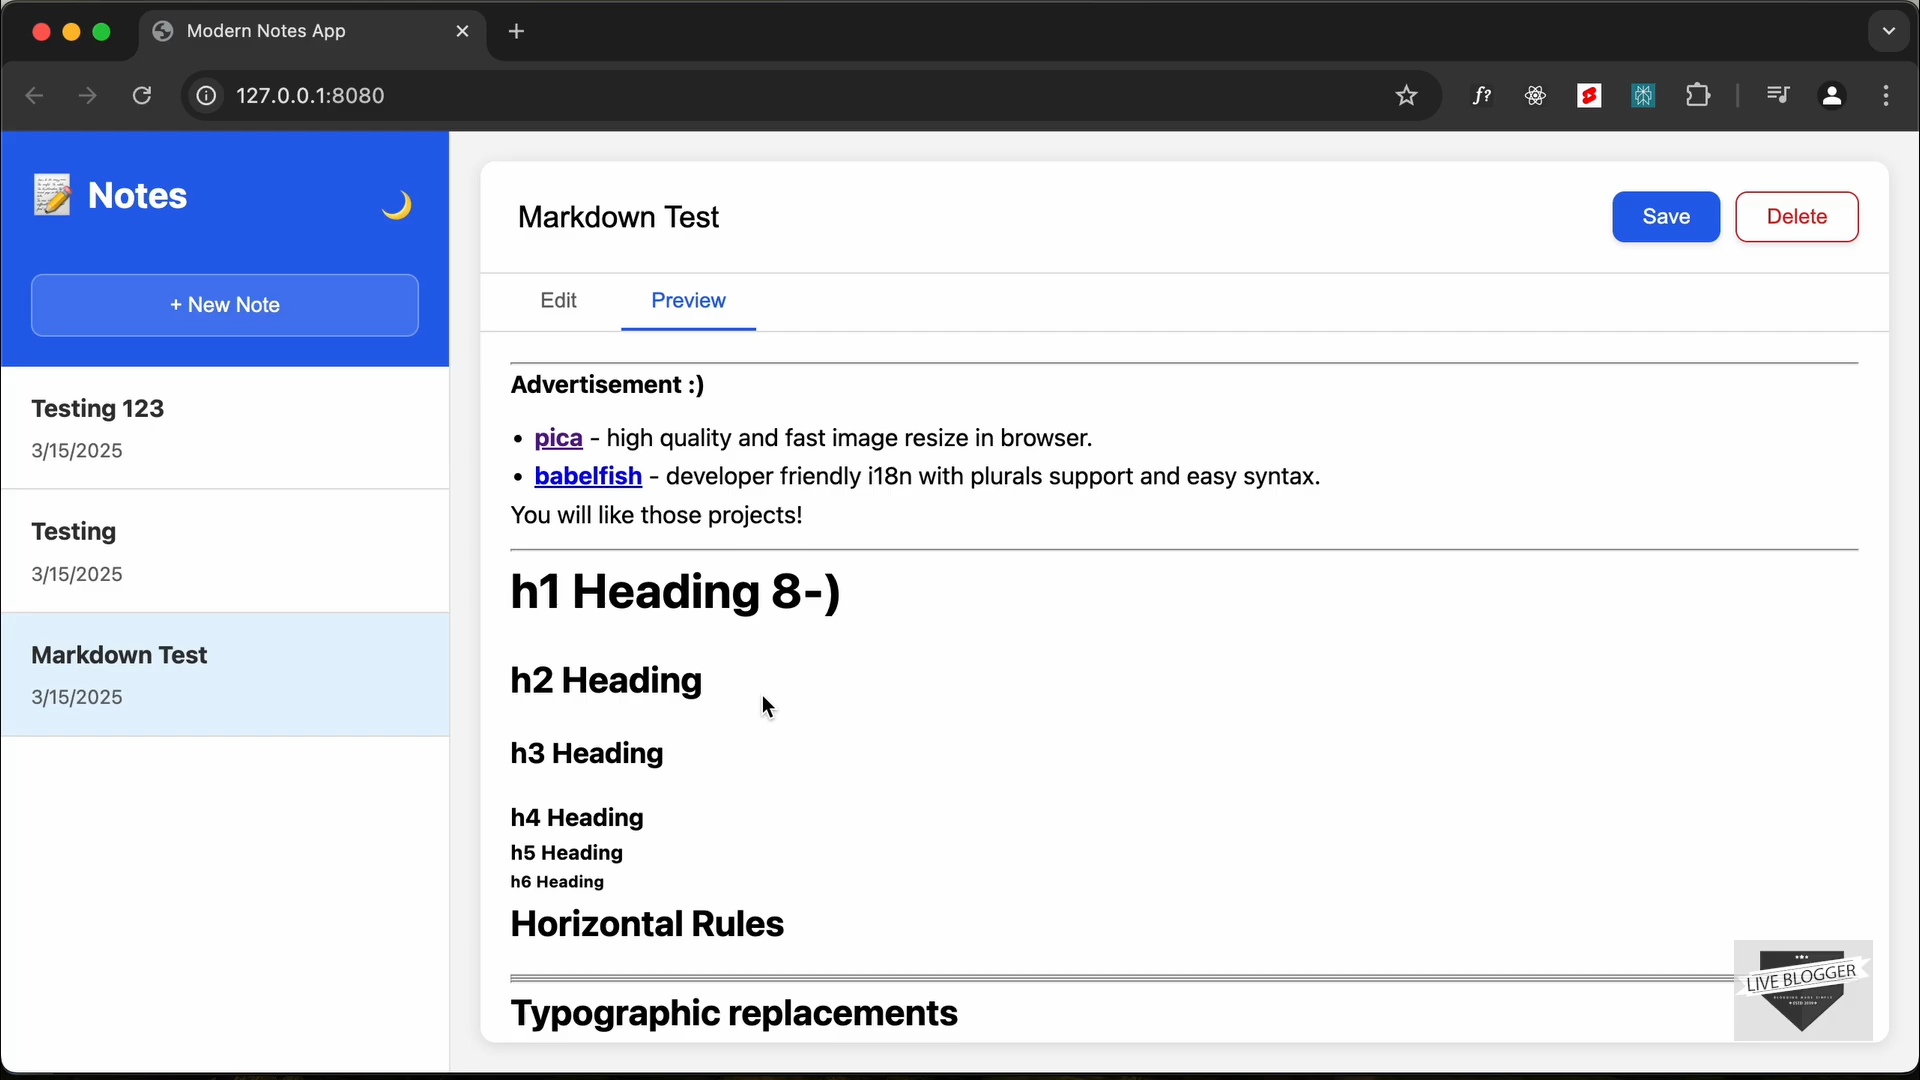 Modern Notes App
127.0.0.1:8080
f?
Notes
+ New Note
Testing 123
3/15/2025
Testing
3/15/2025
Markdown Test
3/15/2025
Markdown Test
Save
Delete
Edit
Preview
Advertisement :)
• pica - high quality and fast image resize in browser.
• babelfish - developer friendly i18n with plurals support and easy syntax.
You will like those projects!
h1 Heading 8-)
h2 Heading
h3 Heading
h4 Heading
h5 Heading
h6 Heading
Horizontal Rules
Typographic replacements
LIVE BLOGGER